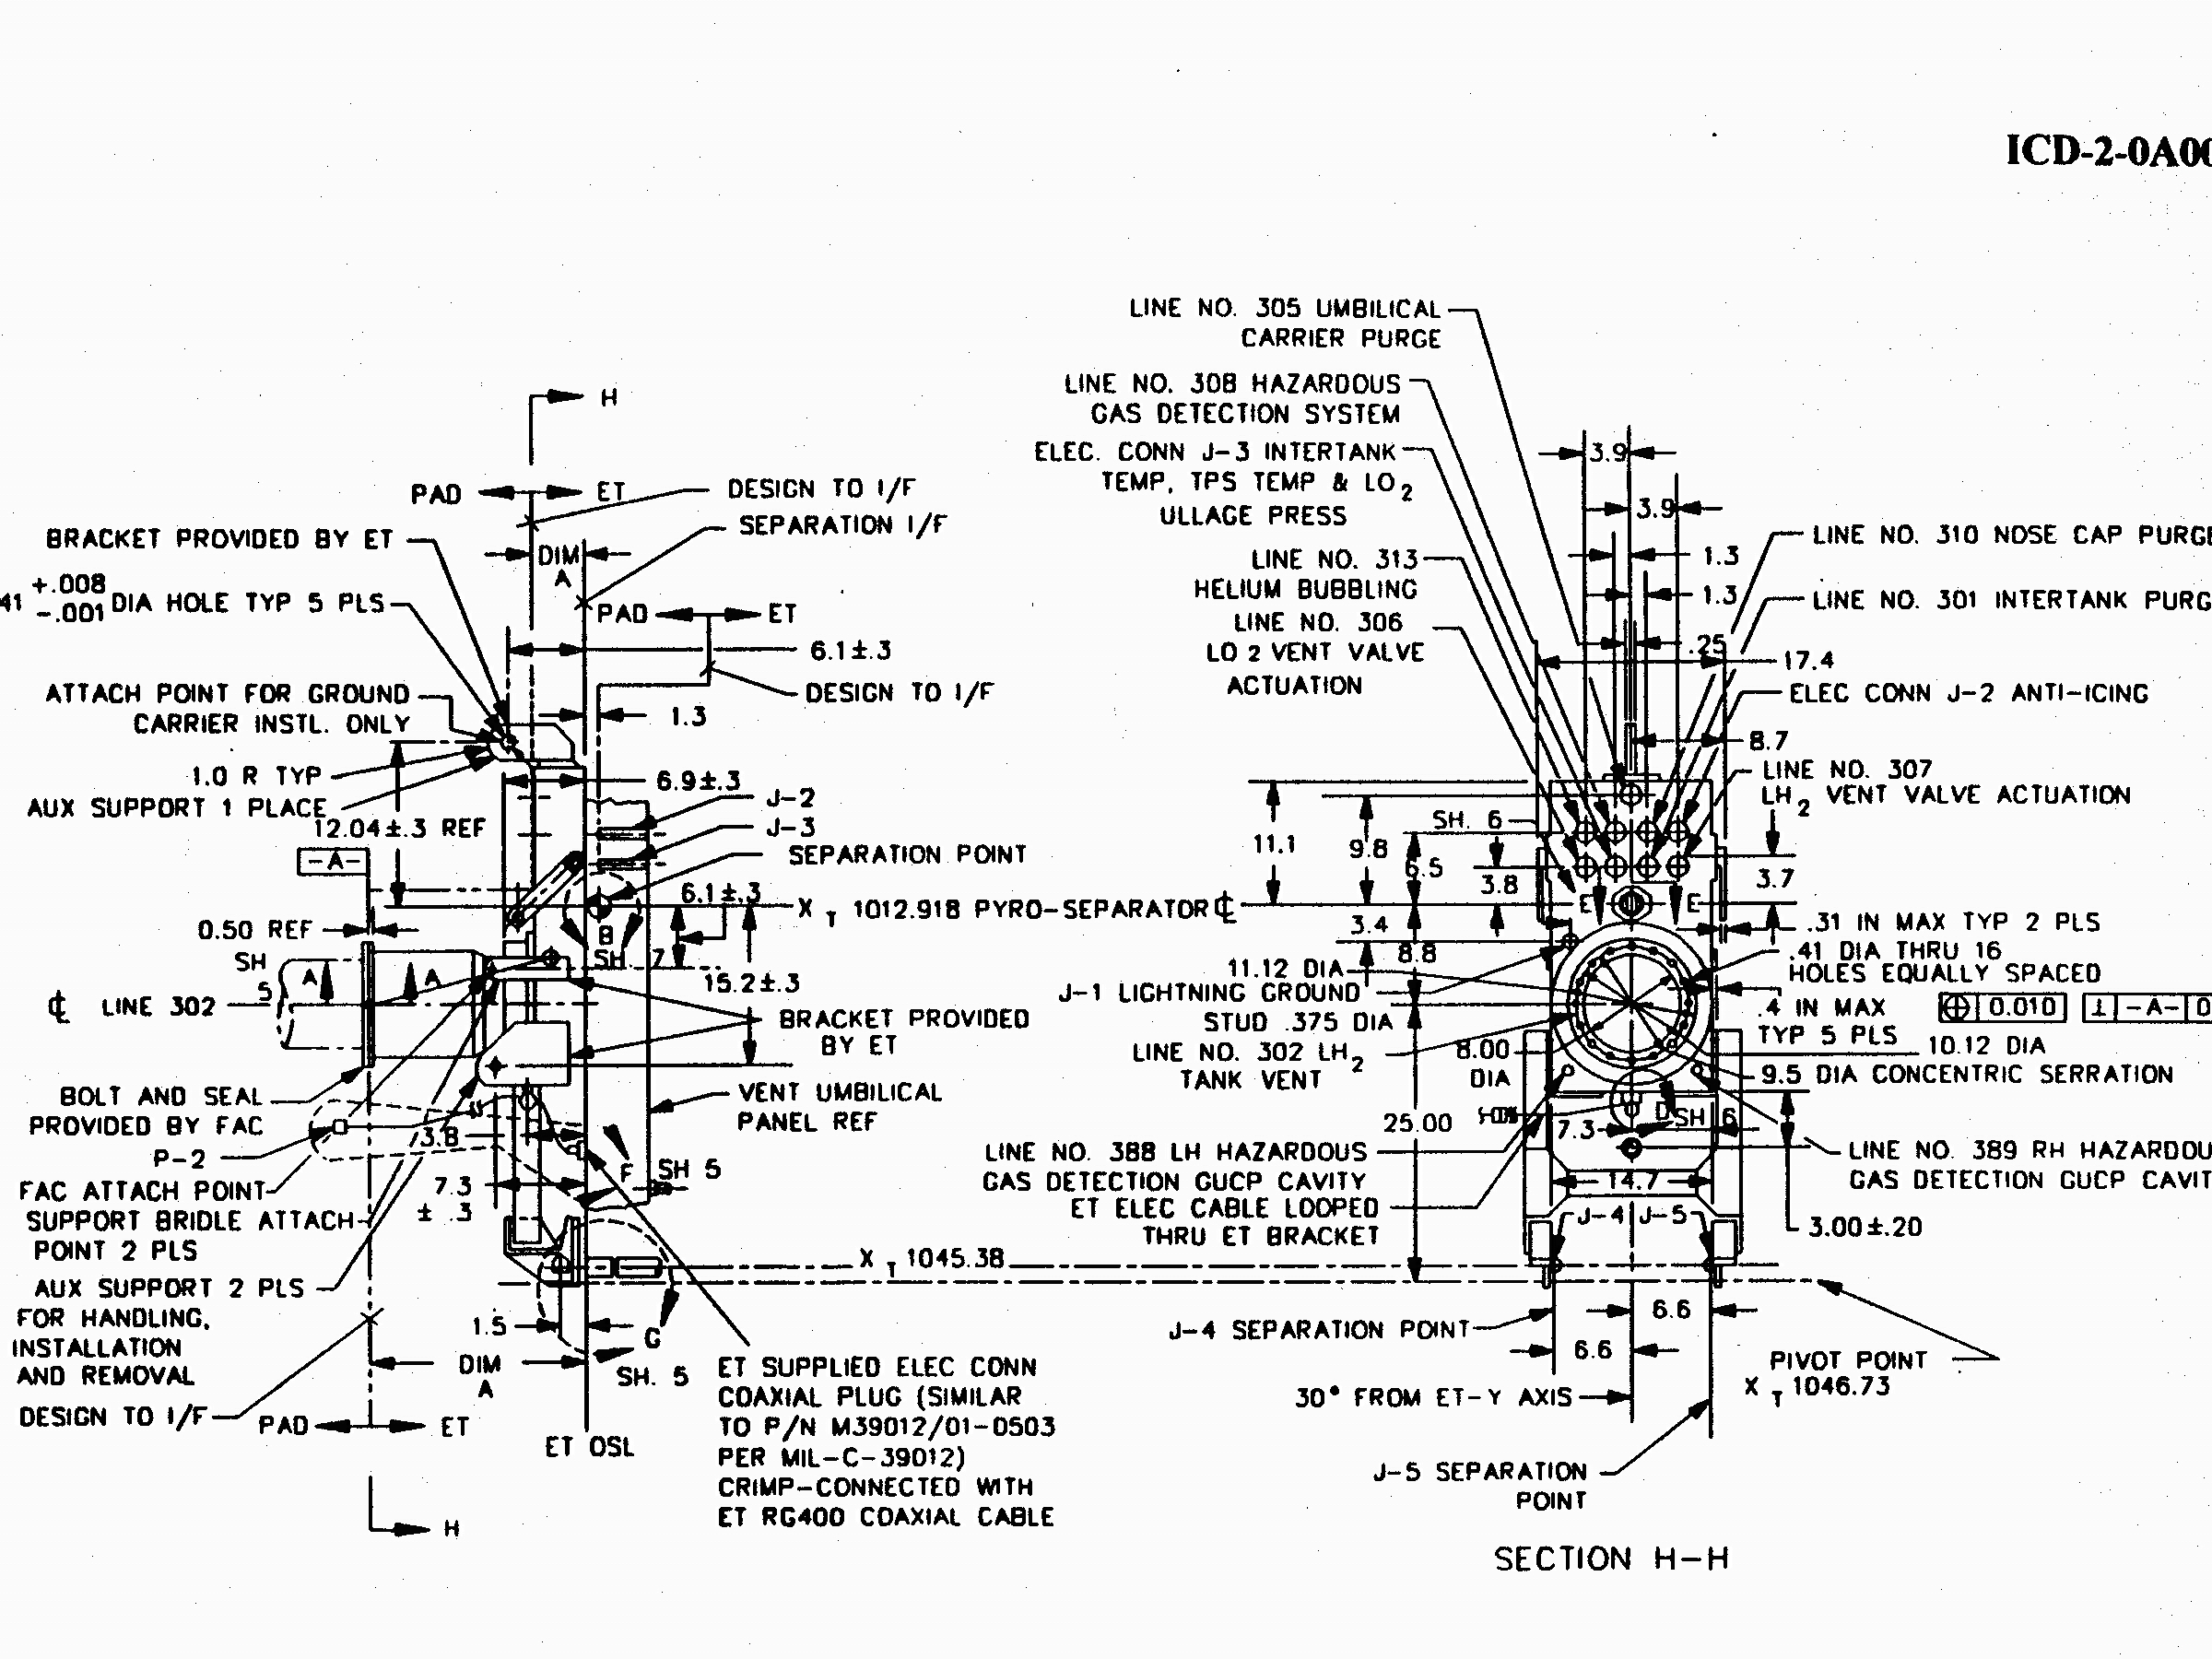 ICD-2-0A00
H
PAD
ET
DESIGN TO I/F
SEPARATION I/F
BRACKET PROVIDED BY ET
DIM
A
41 +.008
-.001 DIA HOLE TYP 5 PLS
PAD
ET
6.1±.3
ATTACH POINT FOR GROUND
CARRIER INSTL. ONLY
DESIGN TO I/F
1.3
1.0 R TYP
6.9±.3
J-2
AUX SUPPORT 1 PLACE
12.04±.3 REF
J-3
-A-
SEPARATION POINT
6.1±.3
X T 1012.918 PYRO-SEPARATOR ℄
0.50 REF
B
SH. 7
SH
5
A
A
15.2±.3
℄ LINE 302
BRACKET PROVIDED
BY ET
BOLT AND SEAL
PROVIDED BY FAC
VENT UMBILICAL
PANEL REF
3.8
P-2
F
SH 5
FAC ATTACH POINT
7.3
± .3
SUPPORT BRIDLE ATTACH
POINT 2 PLS
X T 1045.38
AUX SUPPORT 2 PLS
FOR HANDLING,
INSTALLATION
AND REMOVAL
1.5
G
SH. 5
DIM
A
DESIGN TO I/F
PAD
ET
ET OSL
ET SUPPLIED ELEC CONN
COAXIAL PLUG (SIMILAR
TO P/N M39012/01-0503
PER MIL-C-39012)
CRIMP-CONNECTED WITH
ET RG400 COAXIAL CABLE
H
LINE NO. 305 UMBILICAL
CARRIER PURGE
LINE NO. 308 HAZARDOUS
GAS DETECTION SYSTEM
ELEC. CONN J-3 INTERTANK
TEMP, TPS TEMP & LO2
ULLAGE PRESS
LINE NO. 313
HELIUM BUBBLING
LINE NO. 306
LO 2 VENT VALVE
ACTUATION
3.9
3.9
1.3
1.3
.25
17.4
8.7
LINE NO. 310 NOSE CAP PURGE
LINE NO. 301 INTERTANK PURG
ELEC CONN J-2 ANTI-ICING
LINE NO. 307
LH2 VENT VALVE ACTUATION
SH. 6
11.1
9.8
6.5
3.8
3.7
E
E
3.4
8.8
.31 IN MAX TYP 2 PLS
.41 DIA THRU 16
HOLES EQUALLY SPACED
11.12 DIA
J-1 LIGHTNING GROUND
STUD .375 DIA
.4 IN MAX
TYP 5 PLS
⌖ 0.010
⊥ -A- 0
LINE NO. 302 LH2
TANK VENT
8.00
DIA
10.12 DIA
9.5 DIA CONCENTRIC SERRATION
25.00
D
SH 6
7.3
LINE NO. 388 LH HAZARDOUS
GAS DETECTION GUCP CAVITY
LINE NO. 389 RH HAZARDOU
GAS DETECTION GUCP CAVIT
14.7
ET ELEC CABLE LOOPED
THRU ET BRACKET
J-4
J-5
3.00±.20
J-4 SEPARATION POINT
6.6
6.6
PIVOT POINT
X T 1046.73
30° FROM ET-Y AXIS
J-5 SEPARATION
POINT
SECTION H-H